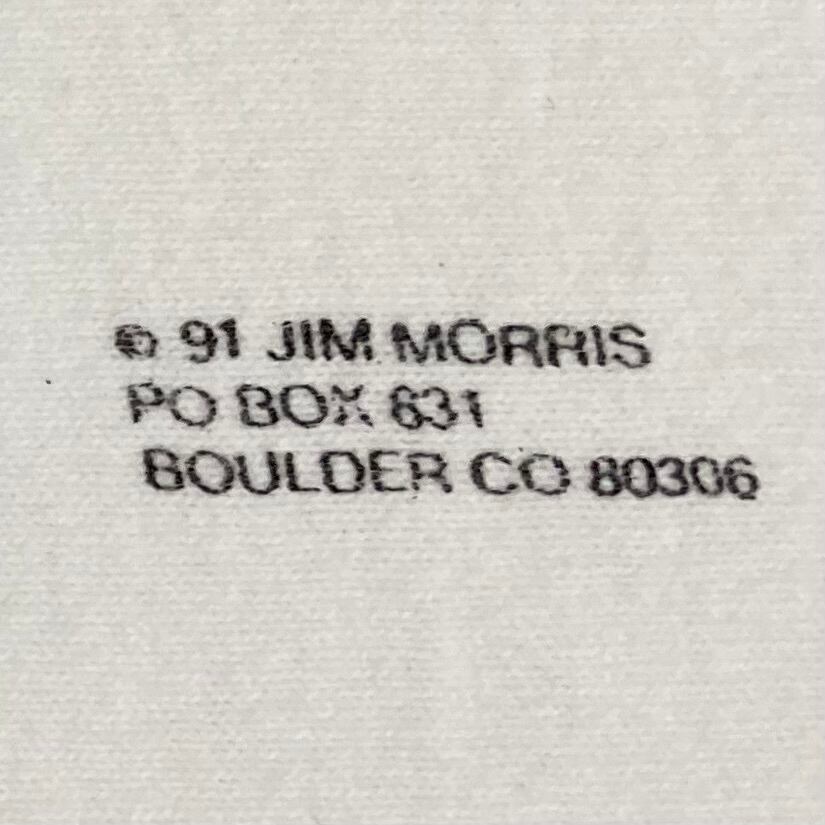 © 91 JIM MORRIS
PO BOX 631
BOULDER CO 80306